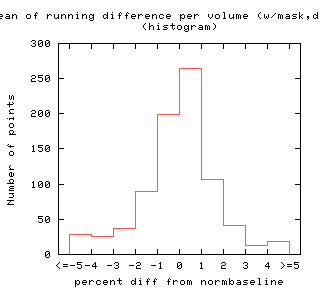 ean of running difference per volume (w/mask,d
(histogram)
300
250
200
150
100
50
0
Number of points
<=-5 -4 -3 -2 -1 0 1 2 3 4 >=5
percent diff from normbaseline